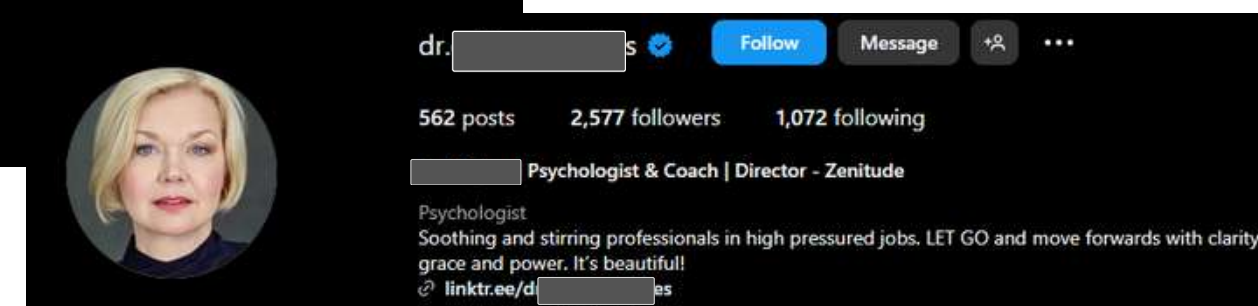 dr. s Follow Message
562 posts 2,577 followers 1,072 following
Psychologist & Coach | Director - Zenitude
Psychologist
Soothing and stirring professionals in high pressured jobs. LET GO and move forwards with clarity
grace and power. It's beautiful!
linktr.ee/d es